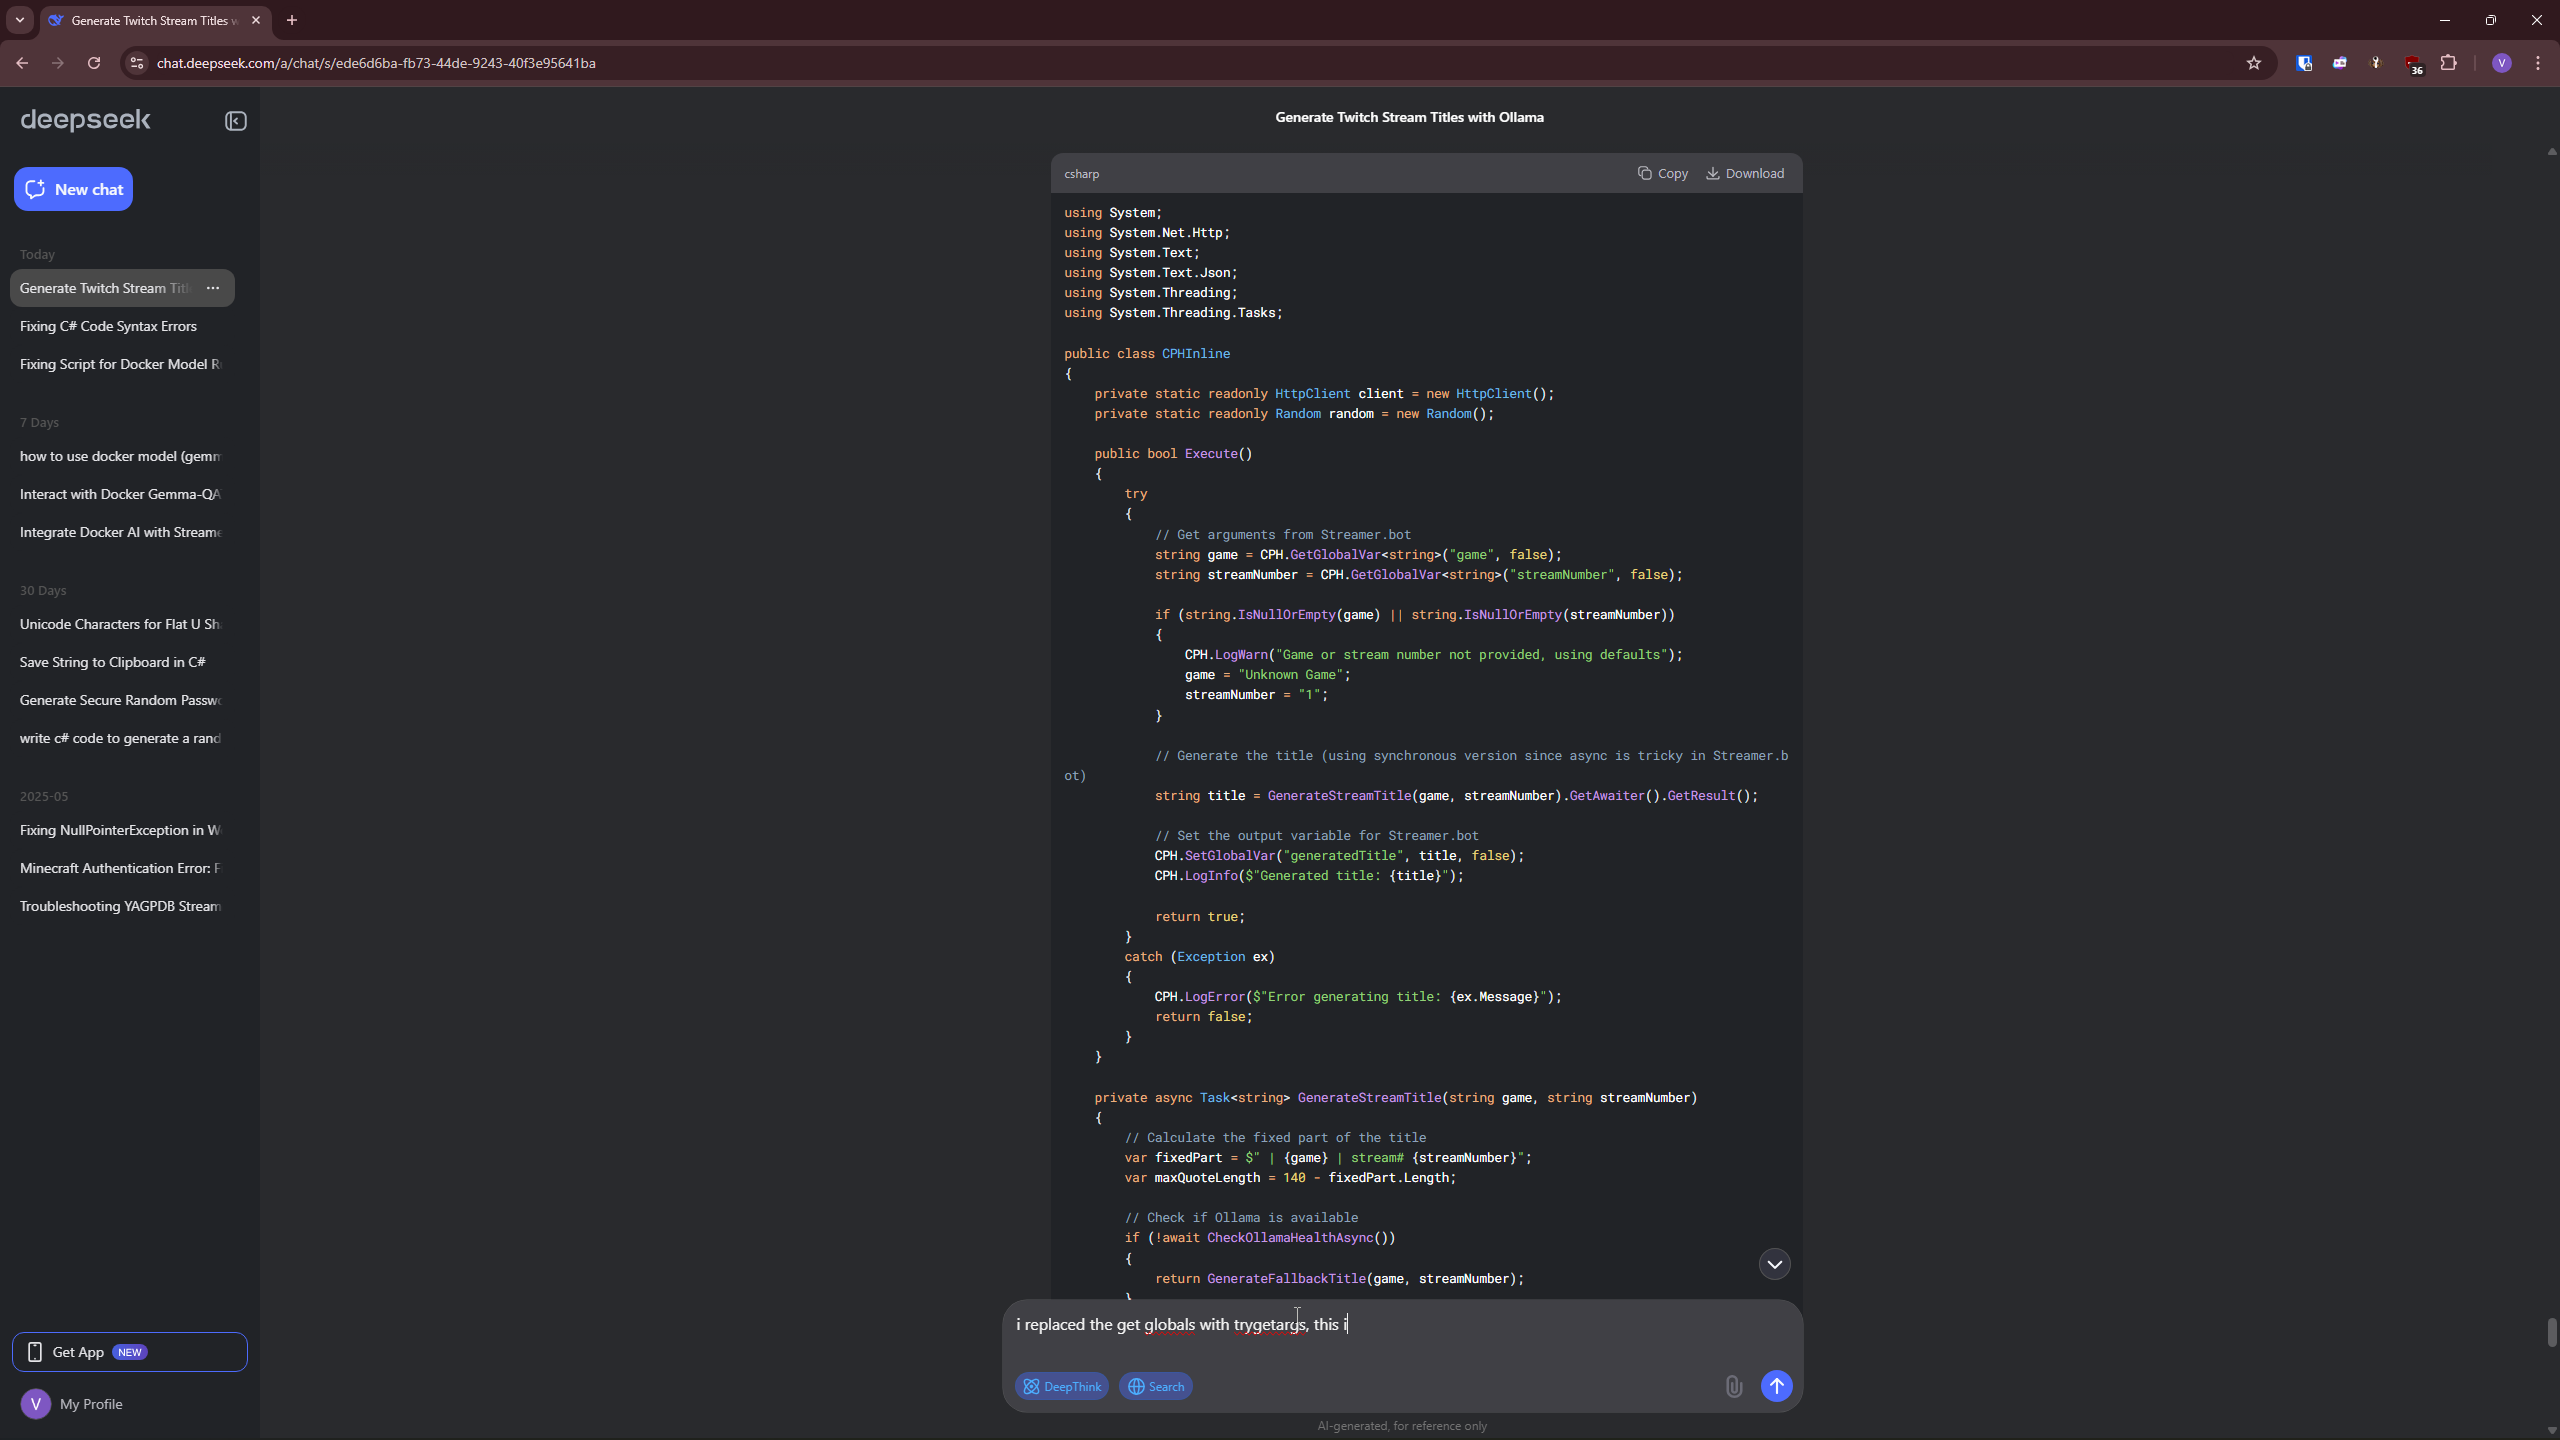 Generate Twitch Stream Titles w
chat.deepseek.com/a/chat/s/ede6d6ba-fb73-44de-9243-40f3e95641ba
36
V
deepseek
New chat
Today
Generate Twitch Stream Titl
Fixing C# Code Syntax Errors
Fixing Script for Docker Model R
7 Days
how to use docker model (gemm
Interact with Docker Gemma-QA
Integrate Docker AI with Streame
30 Days
Unicode Characters for Flat U Sh
Save String to Clipboard in C#
Generate Secure Random Passwo
write c# code to generate a rand
2025-05
Fixing NullPointerException in W
Minecraft Authentication Error: F
Troubleshooting YAGPDB Stream
Get App NEW
V My Profile
Generate Twitch Stream Titles with Ollama
csharp Copy Download
using System;
using System.Net.Http;
using System.Text;
using System.Text.Json;
using System.Threading;
using System.Threading.Tasks;
public class CPHInline
{
private static readonly HttpClient client = new HttpClient();
private static readonly Random random = new Random();
public bool Execute()
{
try
{
// Get arguments from Streamer.bot
string game = CPH.GetGlobalVar<string>("game", false);
string streamNumber = CPH.GetGlobalVar<string>("streamNumber", false);
if (string.IsNullOrEmpty(game) || string.IsNullOrEmpty(streamNumber))
{
CPH.LogWarn("Game or stream number not provided, using defaults");
game = "Unknown Game";
streamNumber = "1";
}
// Generate the title (using synchronous version since async is tricky in Streamer.b
ot)
string title = GenerateStreamTitle(game, streamNumber).GetAwaiter().GetResult();
// Set the output variable for Streamer.bot
CPH.SetGlobalVar("generatedTitle", title, false);
CPH.LogInfo($"Generated title: {title}");
return true;
}
catch (Exception ex)
{
CPH.LogError($"Error generating title: {ex.Message}");
return false;
}
}
private async Task<string> GenerateStreamTitle(string game, string streamNumber)
{
// Calculate the fixed part of the title
var fixedPart = $" | {game} | stream# {streamNumber}";
var maxQuoteLength = 140 - fixedPart.Length;
// Check if Ollama is available
if (!await CheckOllamaHealthAsync())
{
return GenerateFallbackTitle(game, streamNumber);
}
i replaced the get globals with trygetargs, this i
DeepThink Search
AI-generated, for reference only